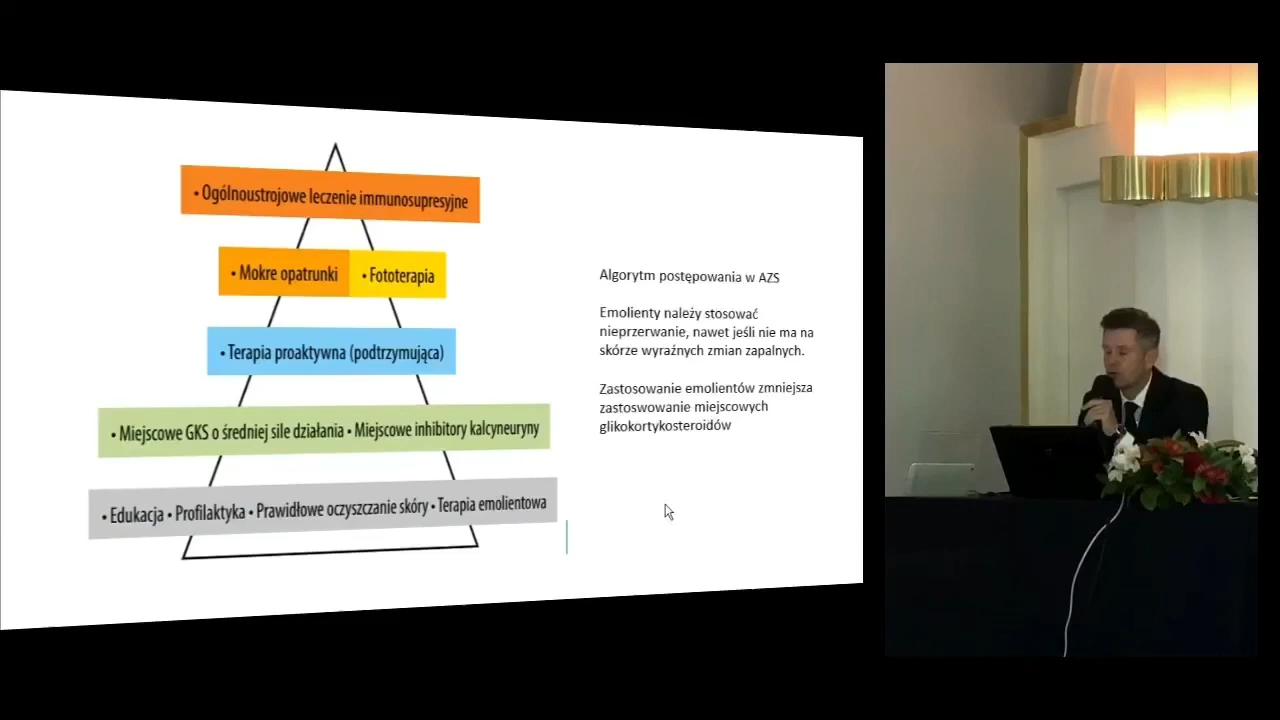 • Ogólnoustrojowe leczenie immunosupresyjne
• Mokre opatrunki • Fototerapia
• Terapia proaktywna (podtrzymująca)
• Miejscowe GKS o średniej sile działania • Miejscowe inhibitory kalcyneuryny
• Edukacja • Profilaktyka • Prawidłowe oczyszczanie skóry • Terapia emolientowa
Algorytm postępowania w AZS
Emolienty należy stosować
nieprzerwanie, nawet jeśli nie ma na
skórze wyraźnych zmian zapalnych.
Zastosowanie emolientów zmniejsza
zastoswowanie miejscowych
glikokortykosteroidów